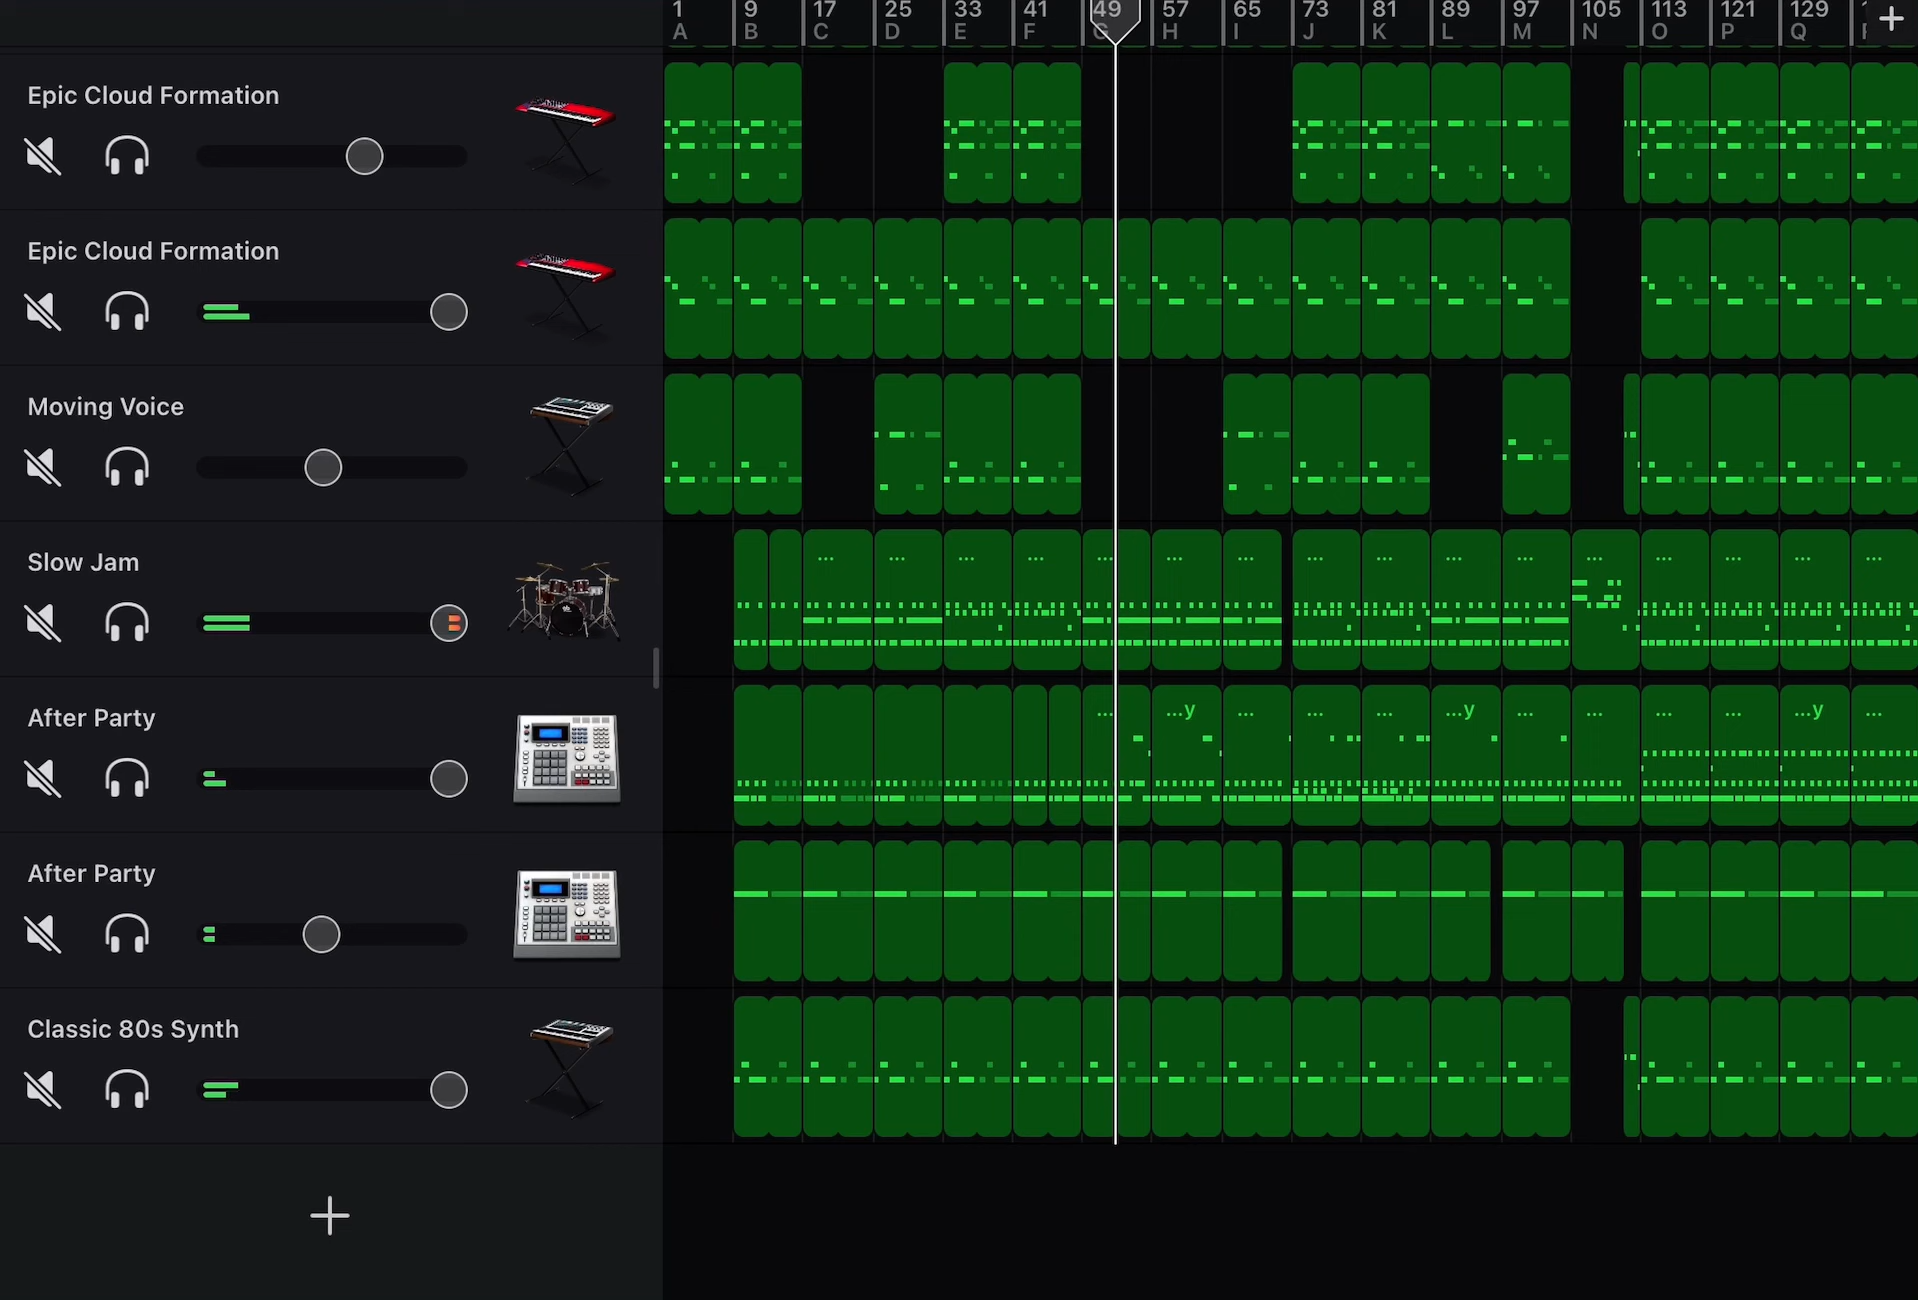 1 9 17 25 33 41 49 57 65 73 81 89 97 105 113 121 129
A B C D E F G H I J K L M N O P Q
Epic Cloud Formation
Epic Cloud Formation
Moving Voice
Slow Jam
... ... ... ... ... ... ... ... ... ... ... ... ... ... ... ...
After Party
... ...y ... ... ... ...y ... ... ... ... ...y ...
After Party
Classic 80s Synth